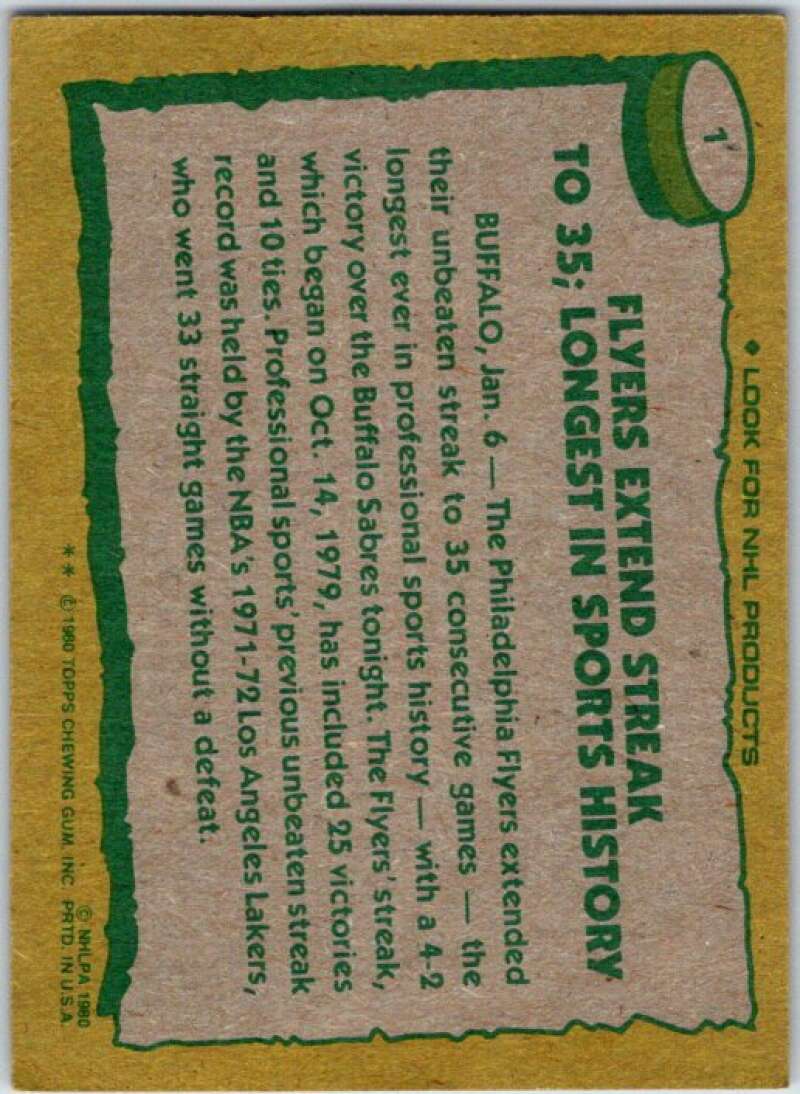 ◆ LOOK FOR NHL PRODUCTS
1
FLYERS EXTEND STREAK
TO 35; LONGEST IN SPORTS HISTORY
BUFFALO, Jan. 6 — The Philadelphia Flyers extended
their unbeaten streak to 35 consecutive games — the
longest ever in professional sports history — with a 4-2
victory over the Buffalo Sabres tonight. The Flyers' streak,
which began on Oct. 14, 1979, has included 25 victories
and 10 ties. Professional sports' previous unbeaten streak
record was held by the NBA's 1971-72 Los Angeles Lakers,
who went 33 straight games without a defeat.
© NHLPA 1980
** © 1980 TOPPS CHEWING GUM, INC. PRTD. IN U.S.A.